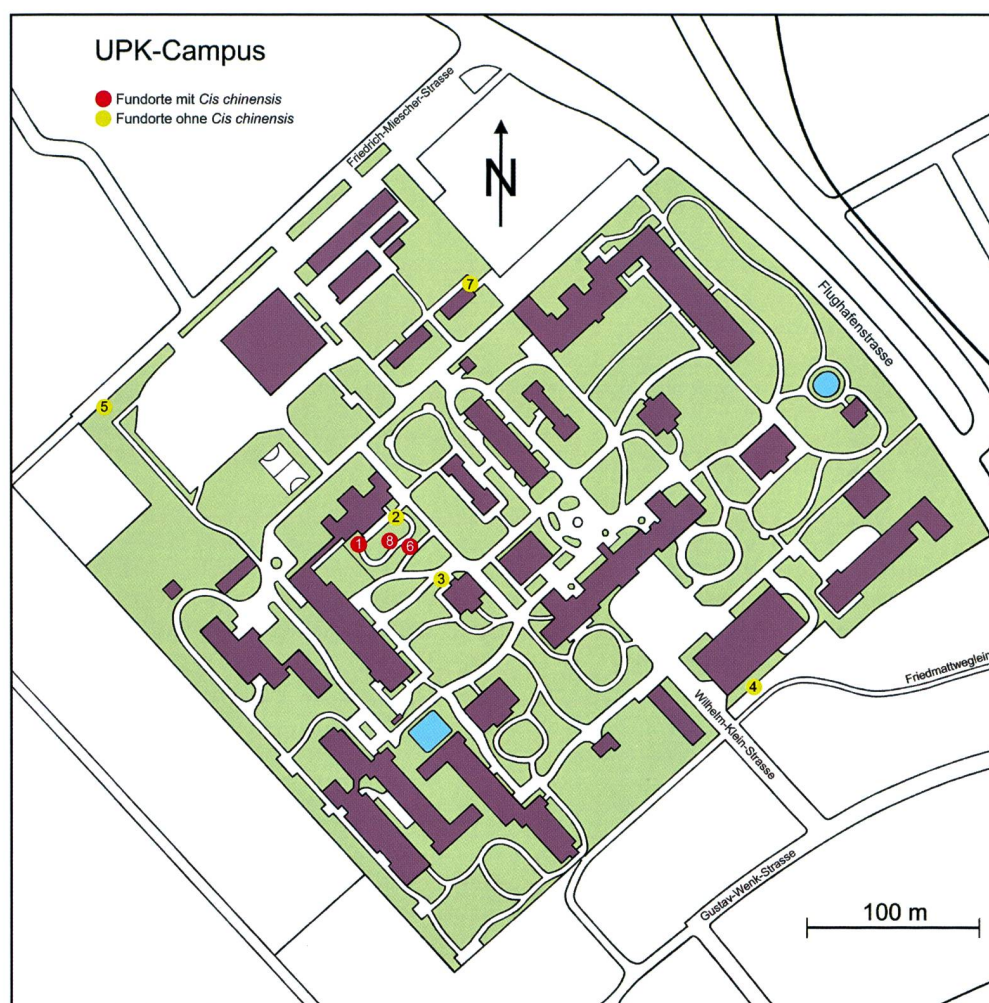 UPK-Campus
Fundorte mit Cis chinensis
Fundorte ohne Cis chinensis
Friedrich-Miescher-Strasse
N
7
Flughafenstrasse
5
2
1
8
6
3
4
Friedmattweglein
Wilhelm-Klein-Strasse
Gustav-Wenk-Strasse
100 m